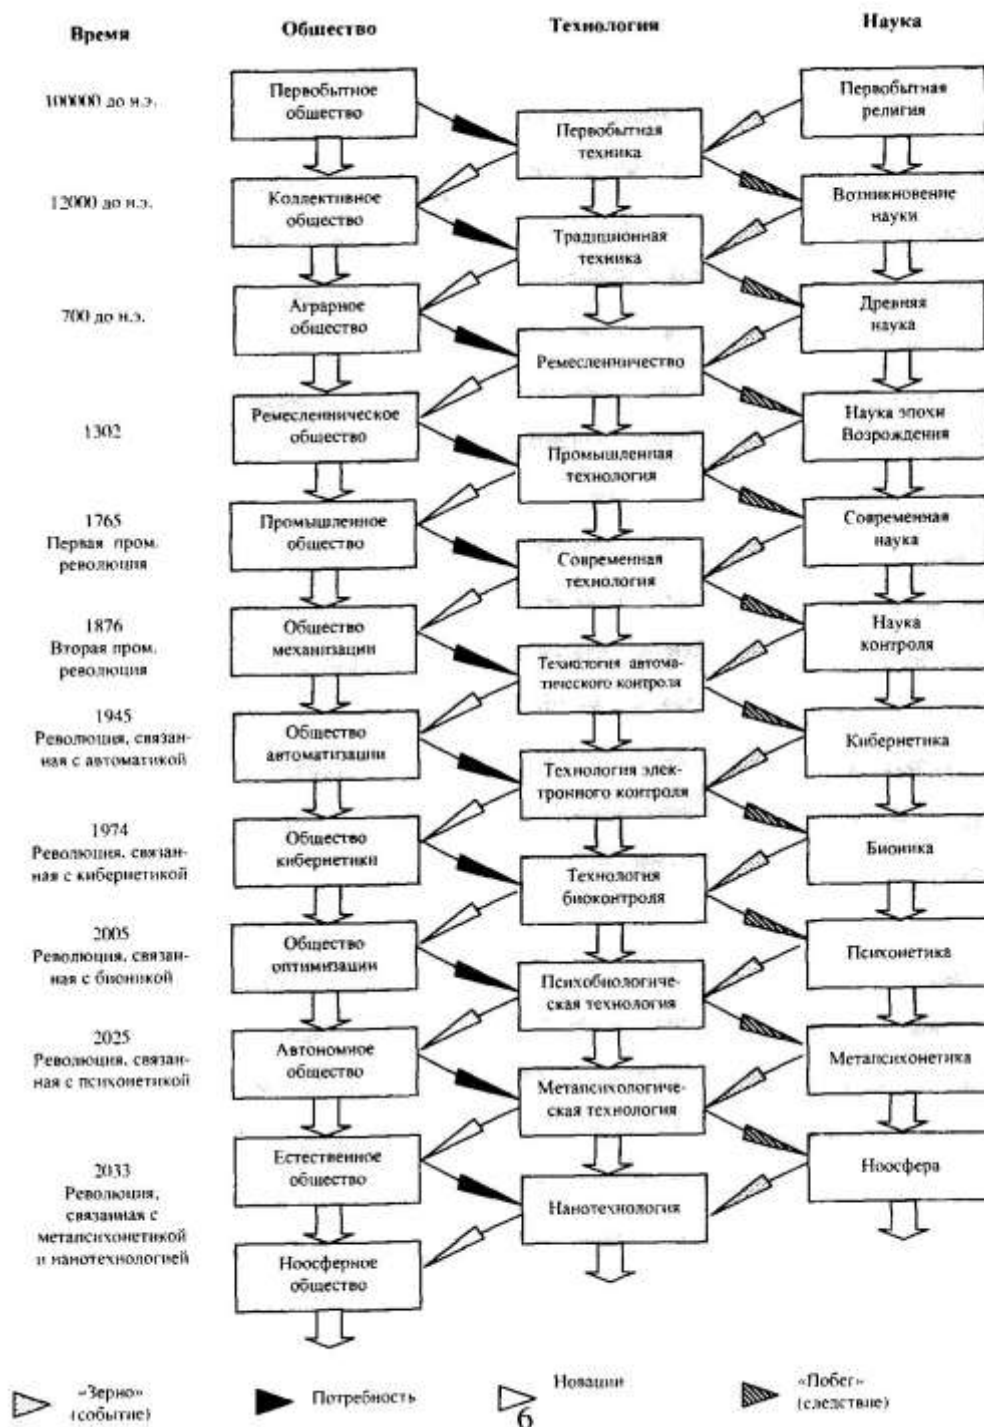 Время
Общество
Технология
Наука
100000 до н.э.
Первобытное
общество
Первобытная
религия
Первобытная
техника
12000 до н.э.
Коллективное
общество
Возникновение
науки
Традиционная
техника
700 до н.э.
Аграрное
общество
Древняя
наука
Ремесленничество
1302
Ремесленническое
общество
Наука эпохи
Возрождения
Промышленная
технология
1765
Первая пром.
революция
Промышленное
общество
Современная
наука
Современная
технология
1876
Вторая пром.
революция
Общество
механизации
Наука
контроля
Технология автома-
тического контроля
1945
Революция, связан-
ная с автоматикой
Общество
автоматизации
Кибернетика
Технология элек-
тронного контроля
1974
Революция, связан-
ная с кибернетикой
Общество
кибернетики
Бионика
Технология
биоконтроля
2005
Революция, связан-
ная с бионикой
Общество
оптимизации
Психонетика
Психобиологиче-
ская технология
2025
Революция, связан-
ная с психонетикой
Автономное
общество
Метапсихонетика
Метапсихологиче-
ская технология
2033
Революция,
связанная с
метапсихонетикой
и нанотехнологией
Естественное
общество
Ноосфера
Нанотехнология
Ноосферное
общество
«Зерно»
(событие)
Потребность
Новации
«Побег»
(следствие)
6